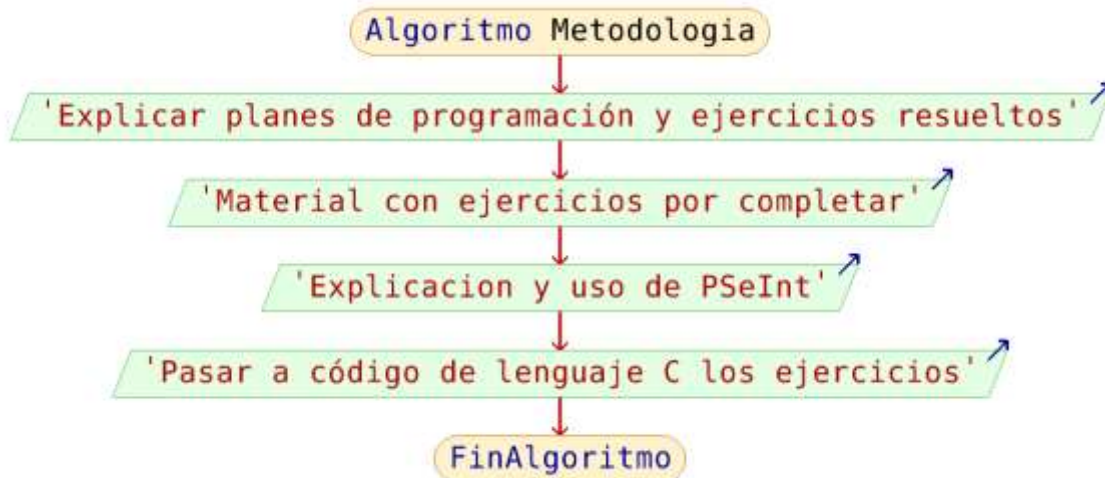 Algoritmo Metodologia
'Explicar planes de programación y ejercicios resueltos'
'Material con ejercicios por completar'
'Explicacion y uso de PSeInt'
'Pasar a código de lenguaje C los ejercicios'
FinAlgoritmo